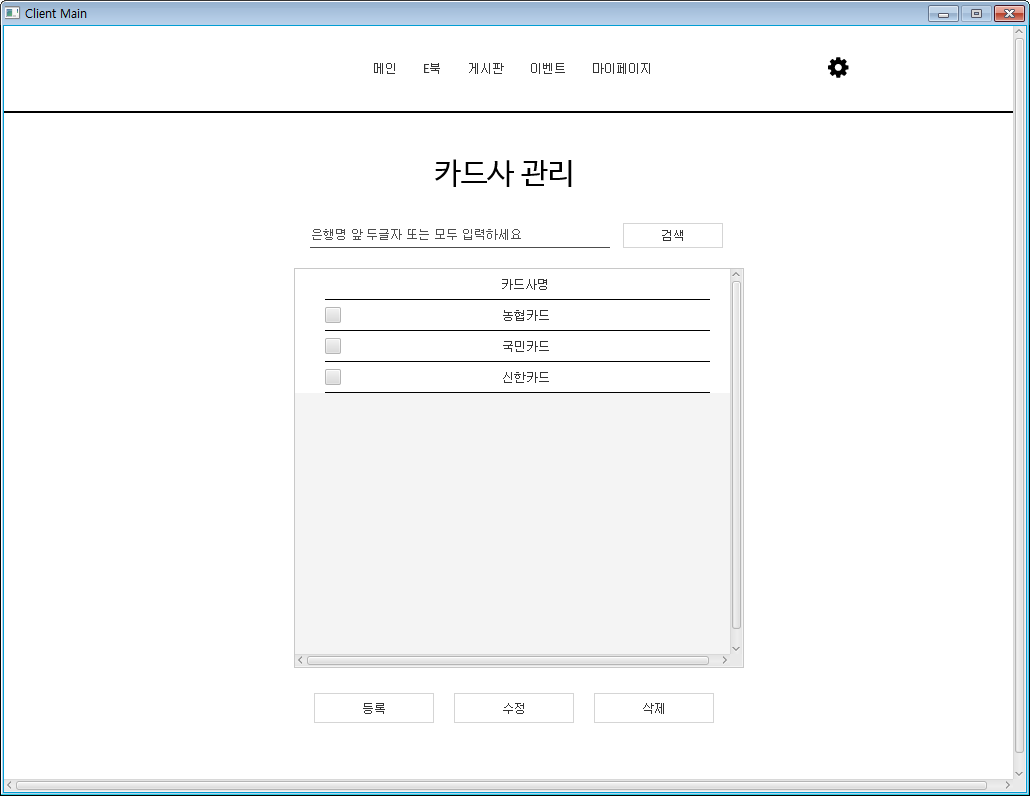 Client Main
메인 E북 게시판 이벤트 마이페이지
카드사 관리
은행명 앞 두글자 또는 모두 입력하세요 검색
카드사명
농협카드
국민카드
신한카드
등록 수정 삭제